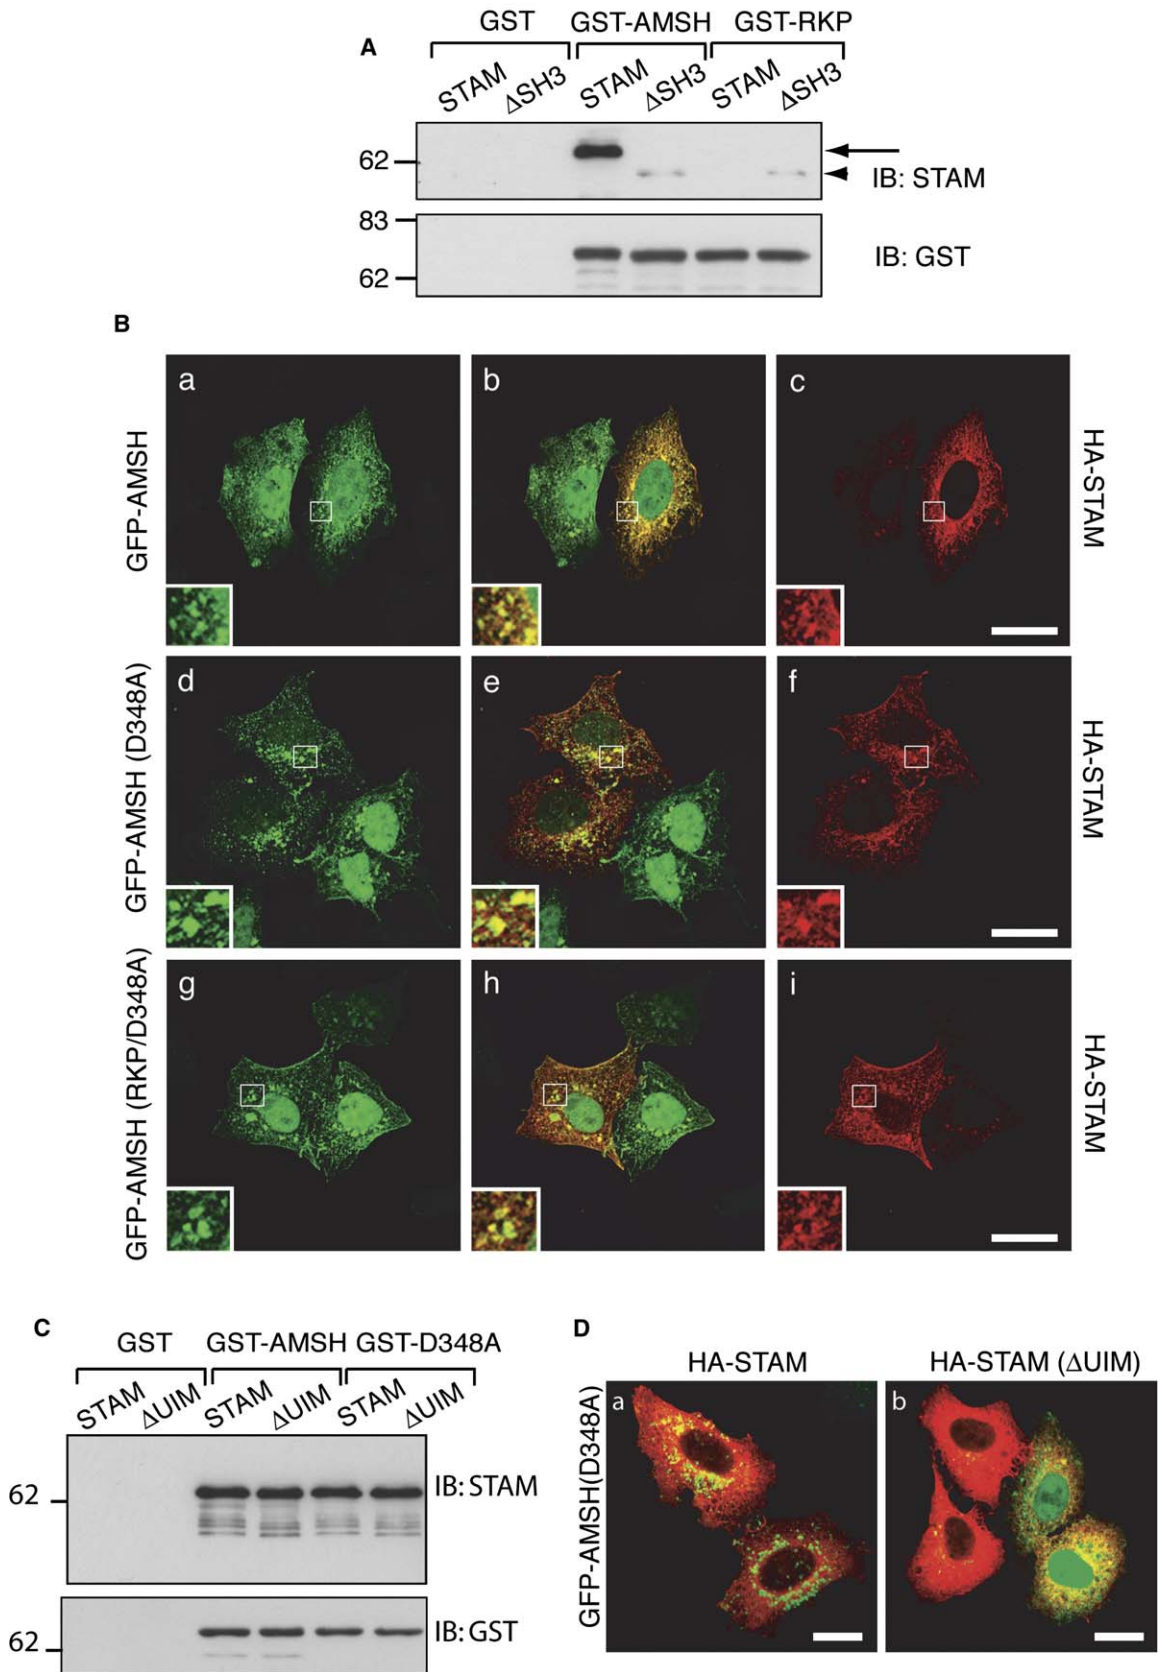 A
GST GST-AMSH GST-RKP
STAM ΔSH3 STAM ΔSH3 STAM ΔSH3
62
IB: STAM
83
62
IB: GST
B
GFP-AMSH
a b c
HA-STAM
GFP-AMSH (D348A)
d e f
HA-STAM
GFP-AMSH (RKP/D348A)
g h i
HA-STAM
C
GST GST-AMSH GST-D348A
STAM ΔUIM STAM ΔUIM STAM ΔUIM
62
IB: STAM
62
IB: GST
D
HA-STAM HA-STAM (ΔUIM)
GFP-AMSH(D348A)
a b